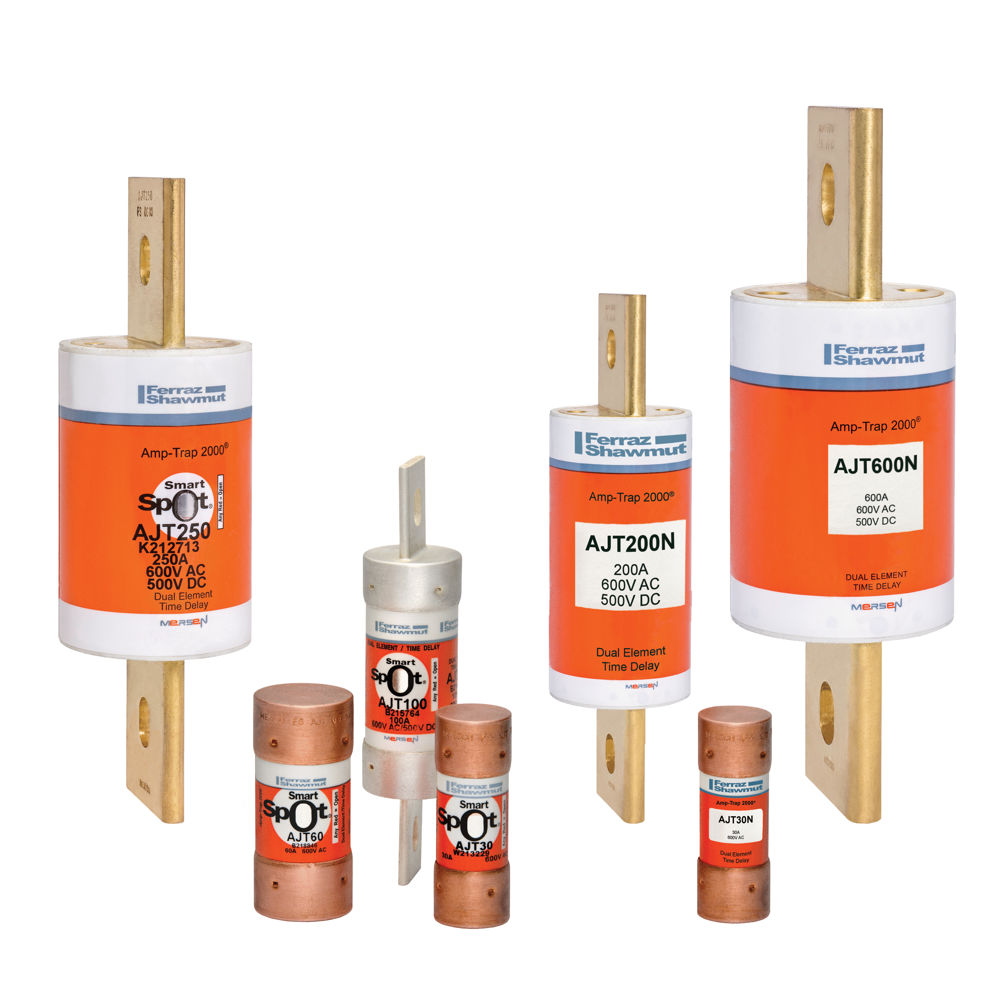 AJT250
FS 0613
Ferraz
Shawmut
Amp-Trap 2000®
Smart
Spot®
Any Red = Open
AJT250
K212713
250A
600V AC
500V DC
Dual Element
Time Delay
MERSEN
MEXICO FS AJT 60
Ferraz
Shawmut
Amp-Trap 2000®
Smart
Spot®
Any Red = Open
Dual Element/Time Delay
AJT60
B218846
60A 600V AC
Ferraz
Shawmut
DUAL ELEMENT / TIME DELAY
Smart
Spot®
Any Red = Open
AJT100
B215764
100A
600V AC/500V DC
MERSEN
MEXICO FS AJT
Ferraz
Shawmut
Smart
Spot®
Any Red = Open
AJT30
W213229
30A 600V AC
Ferraz
Shawmut
Amp-Trap 2000®
AJT200N
200A
600V AC
500V DC
Dual Element
Time Delay
MERSEN
MEXICO FS AJT
Ferraz
Shawmut
Amp-Trap 2000®
AJT30N
30A
600V AC
Dual Element
Time Delay
AJT600
Ferraz
Shawmut
Amp-Trap 2000®
AJT600N
600A
600V AC
500V DC
DUAL ELEMENT
TIME DELAY
MERSEN
MEXICO